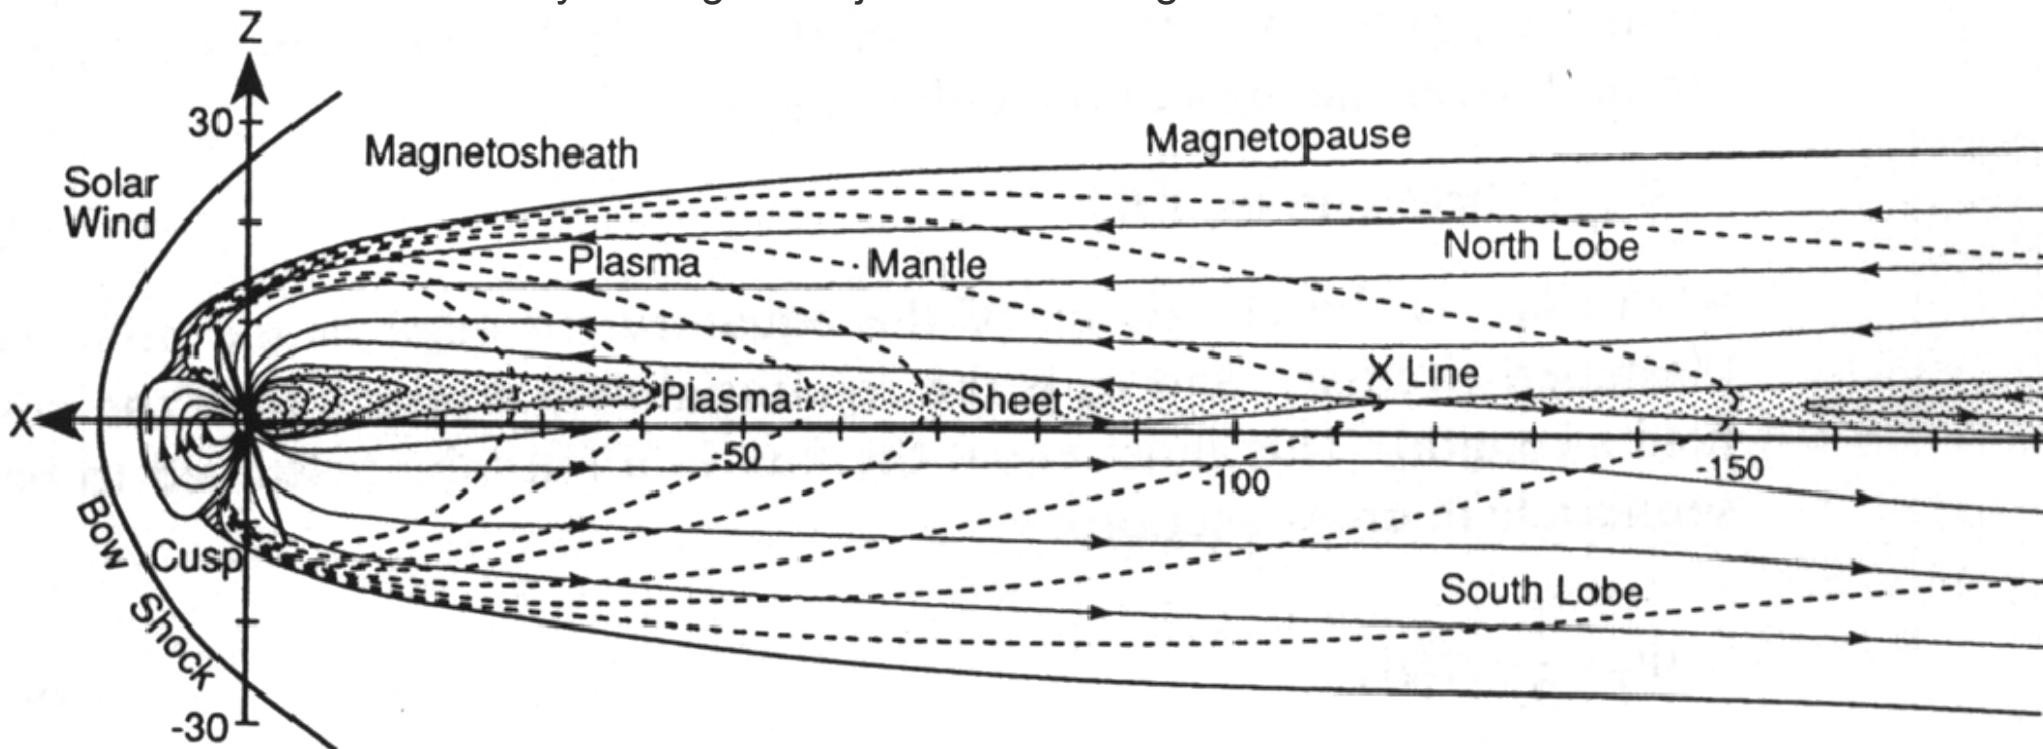 Z
30
Magnetosheath
Magnetopause
Solar
Wind
North Lobe
Plasma
Mantle
X Line
X
Plasma
Sheet
-50
-100
-150
Bow
Shock
Cusp
South Lobe
-30